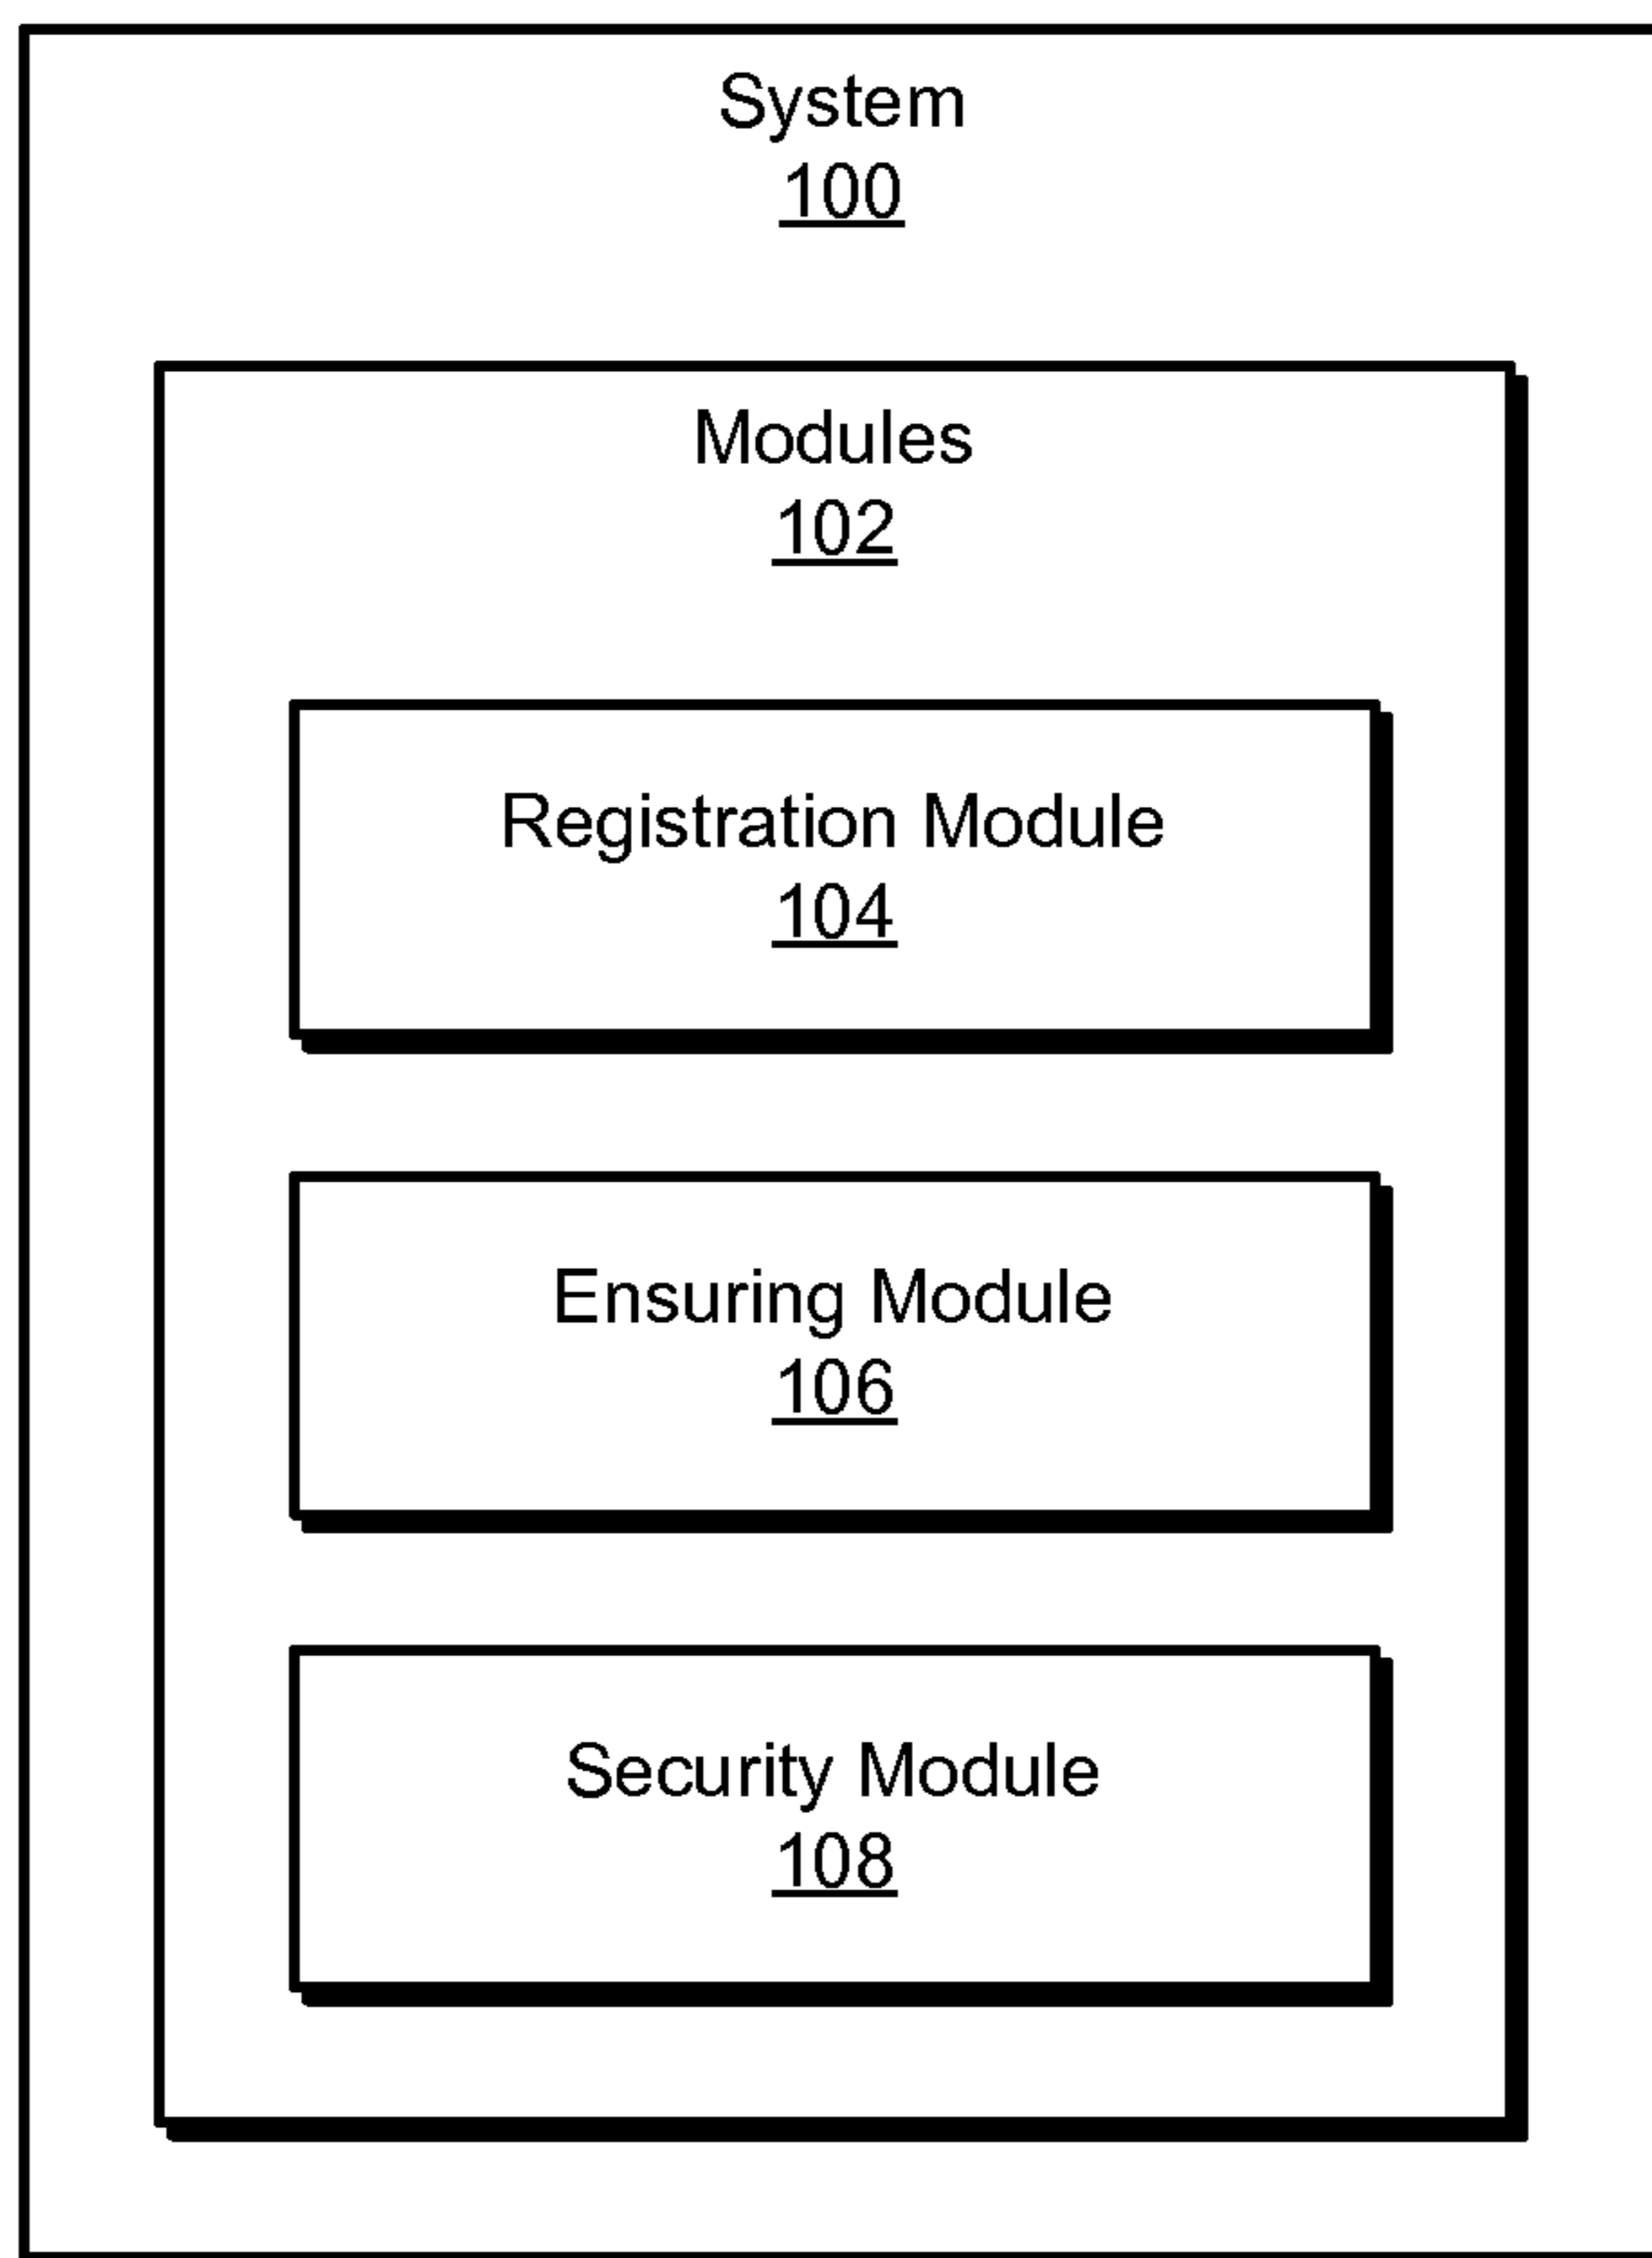 System
100
Modules
102
Registration Module
104
Ensuring Module
106
Security Module
108